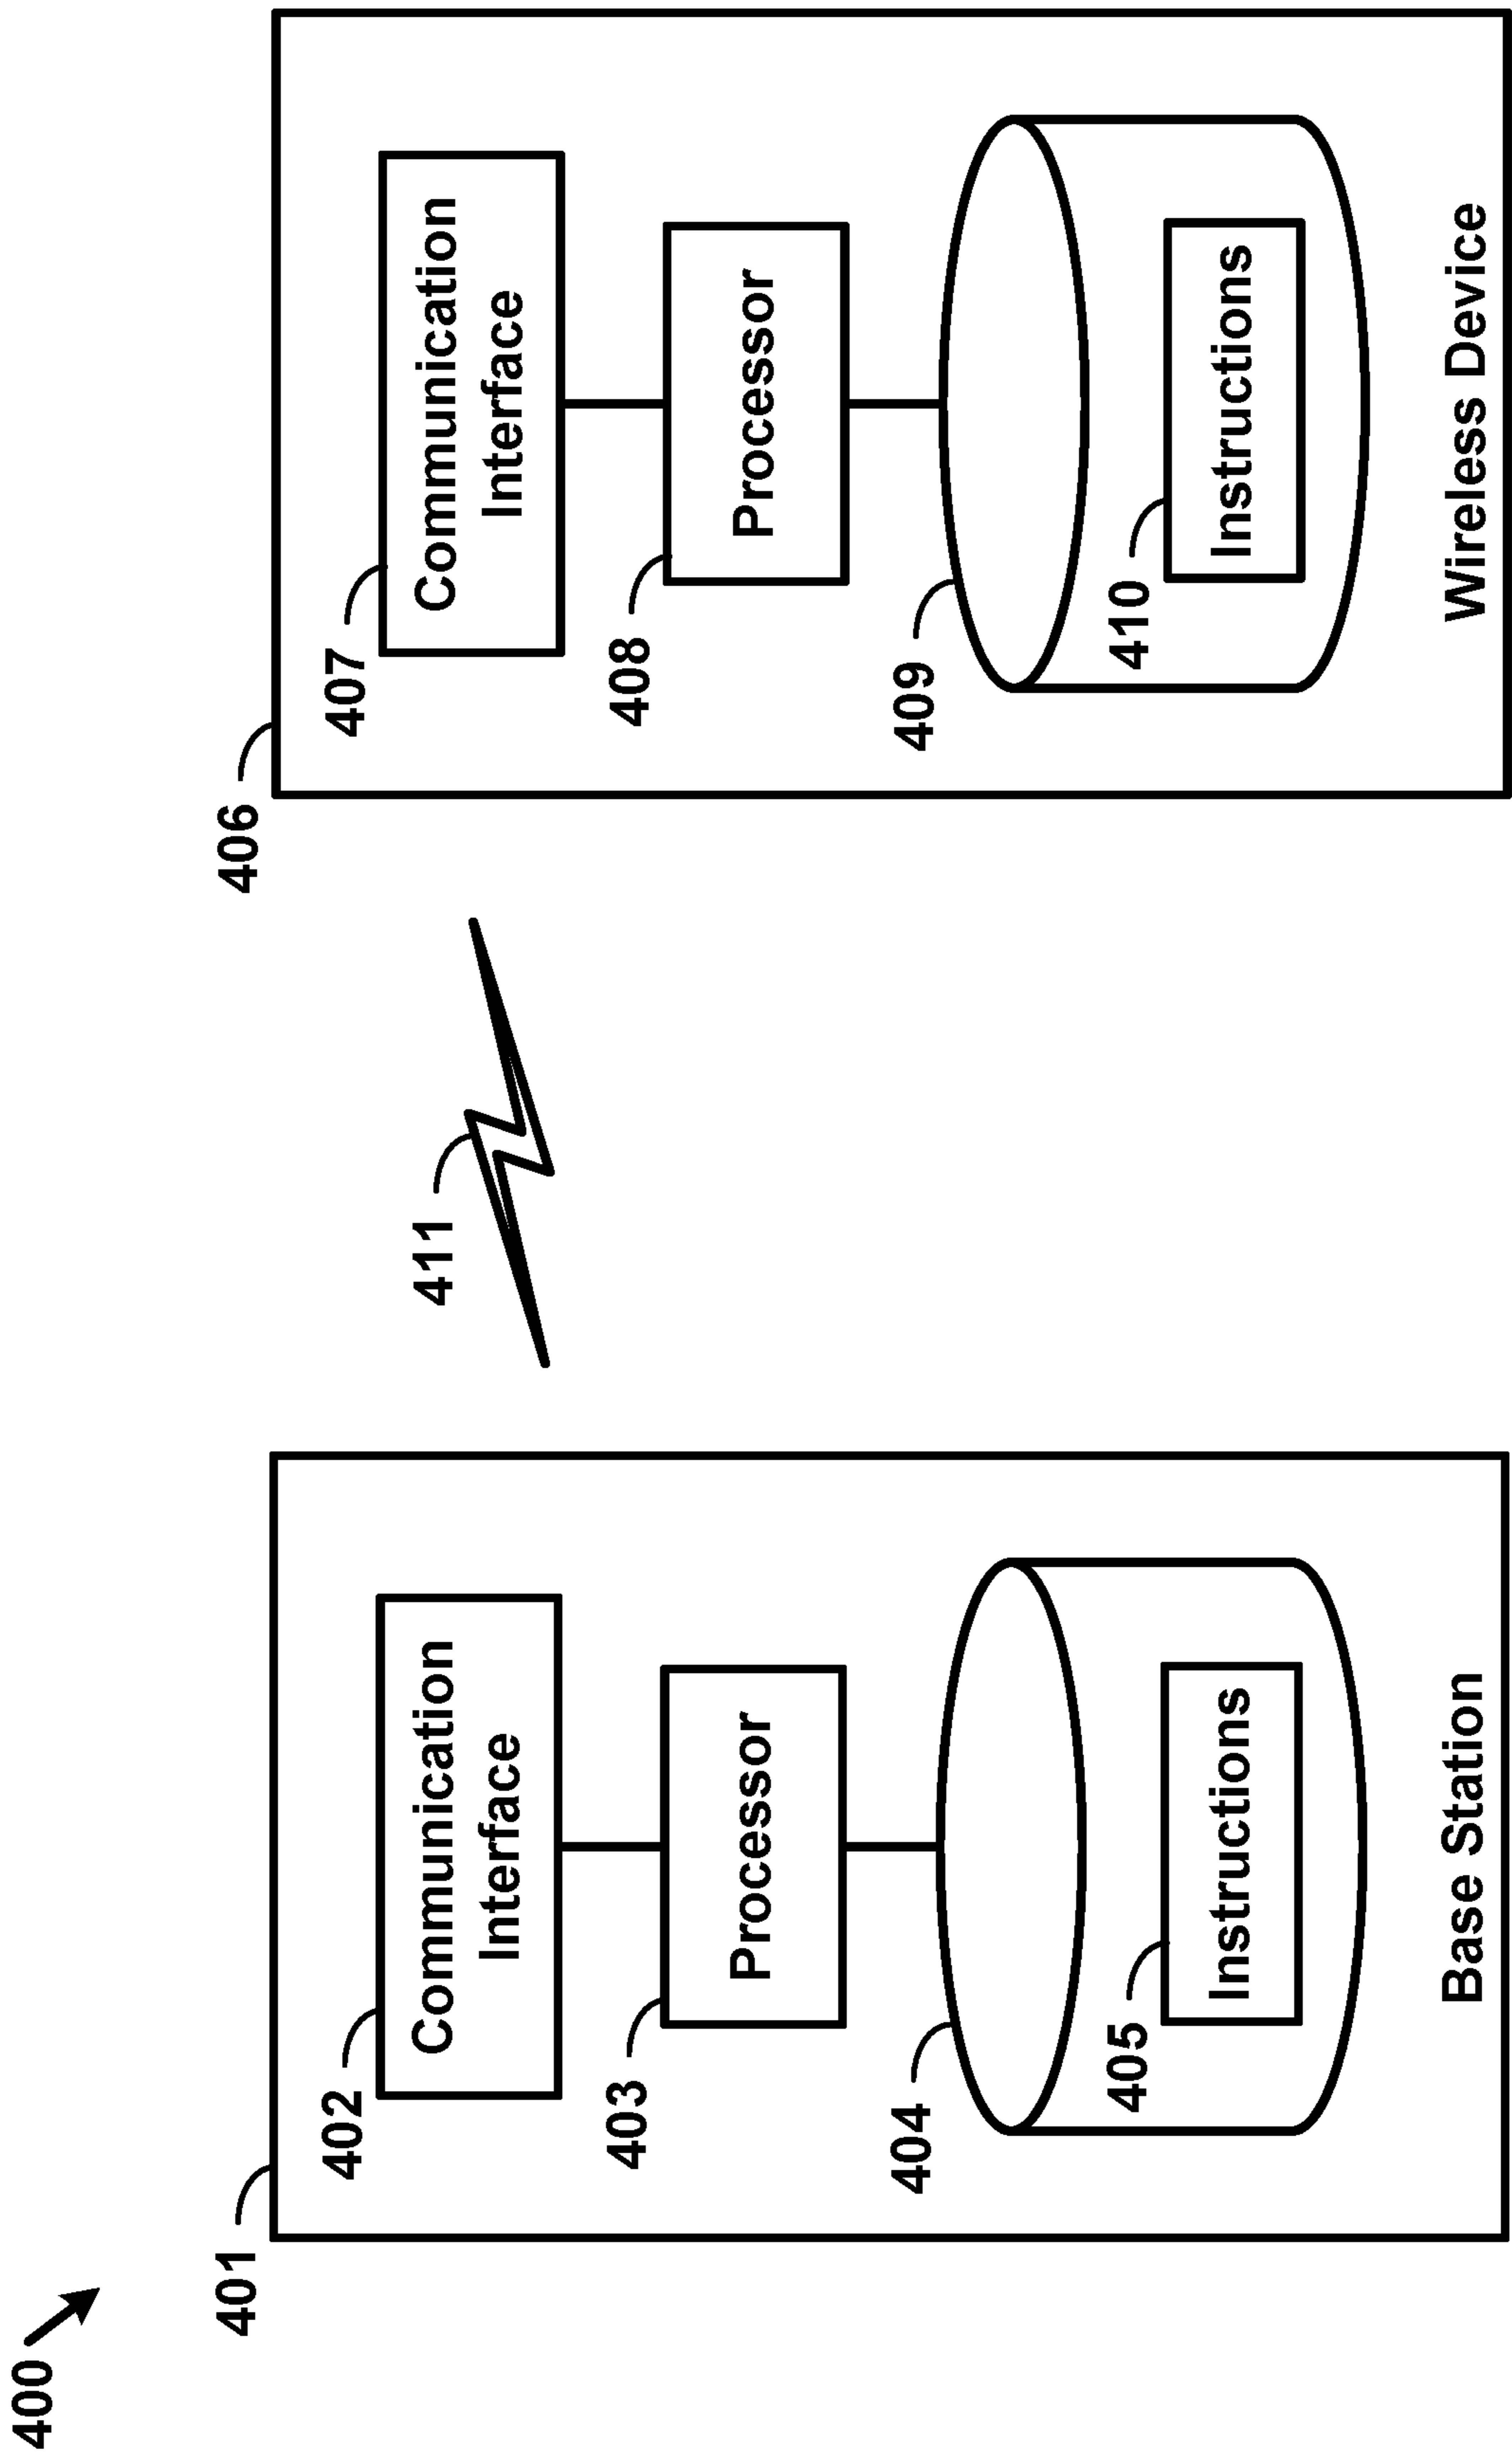 400
401
402
Communication
Interface
403
Processor
404
405
Instructions
Base Station
411
406
407
Communication
Interface
408
Processor
409
410
Instructions
Wireless Device